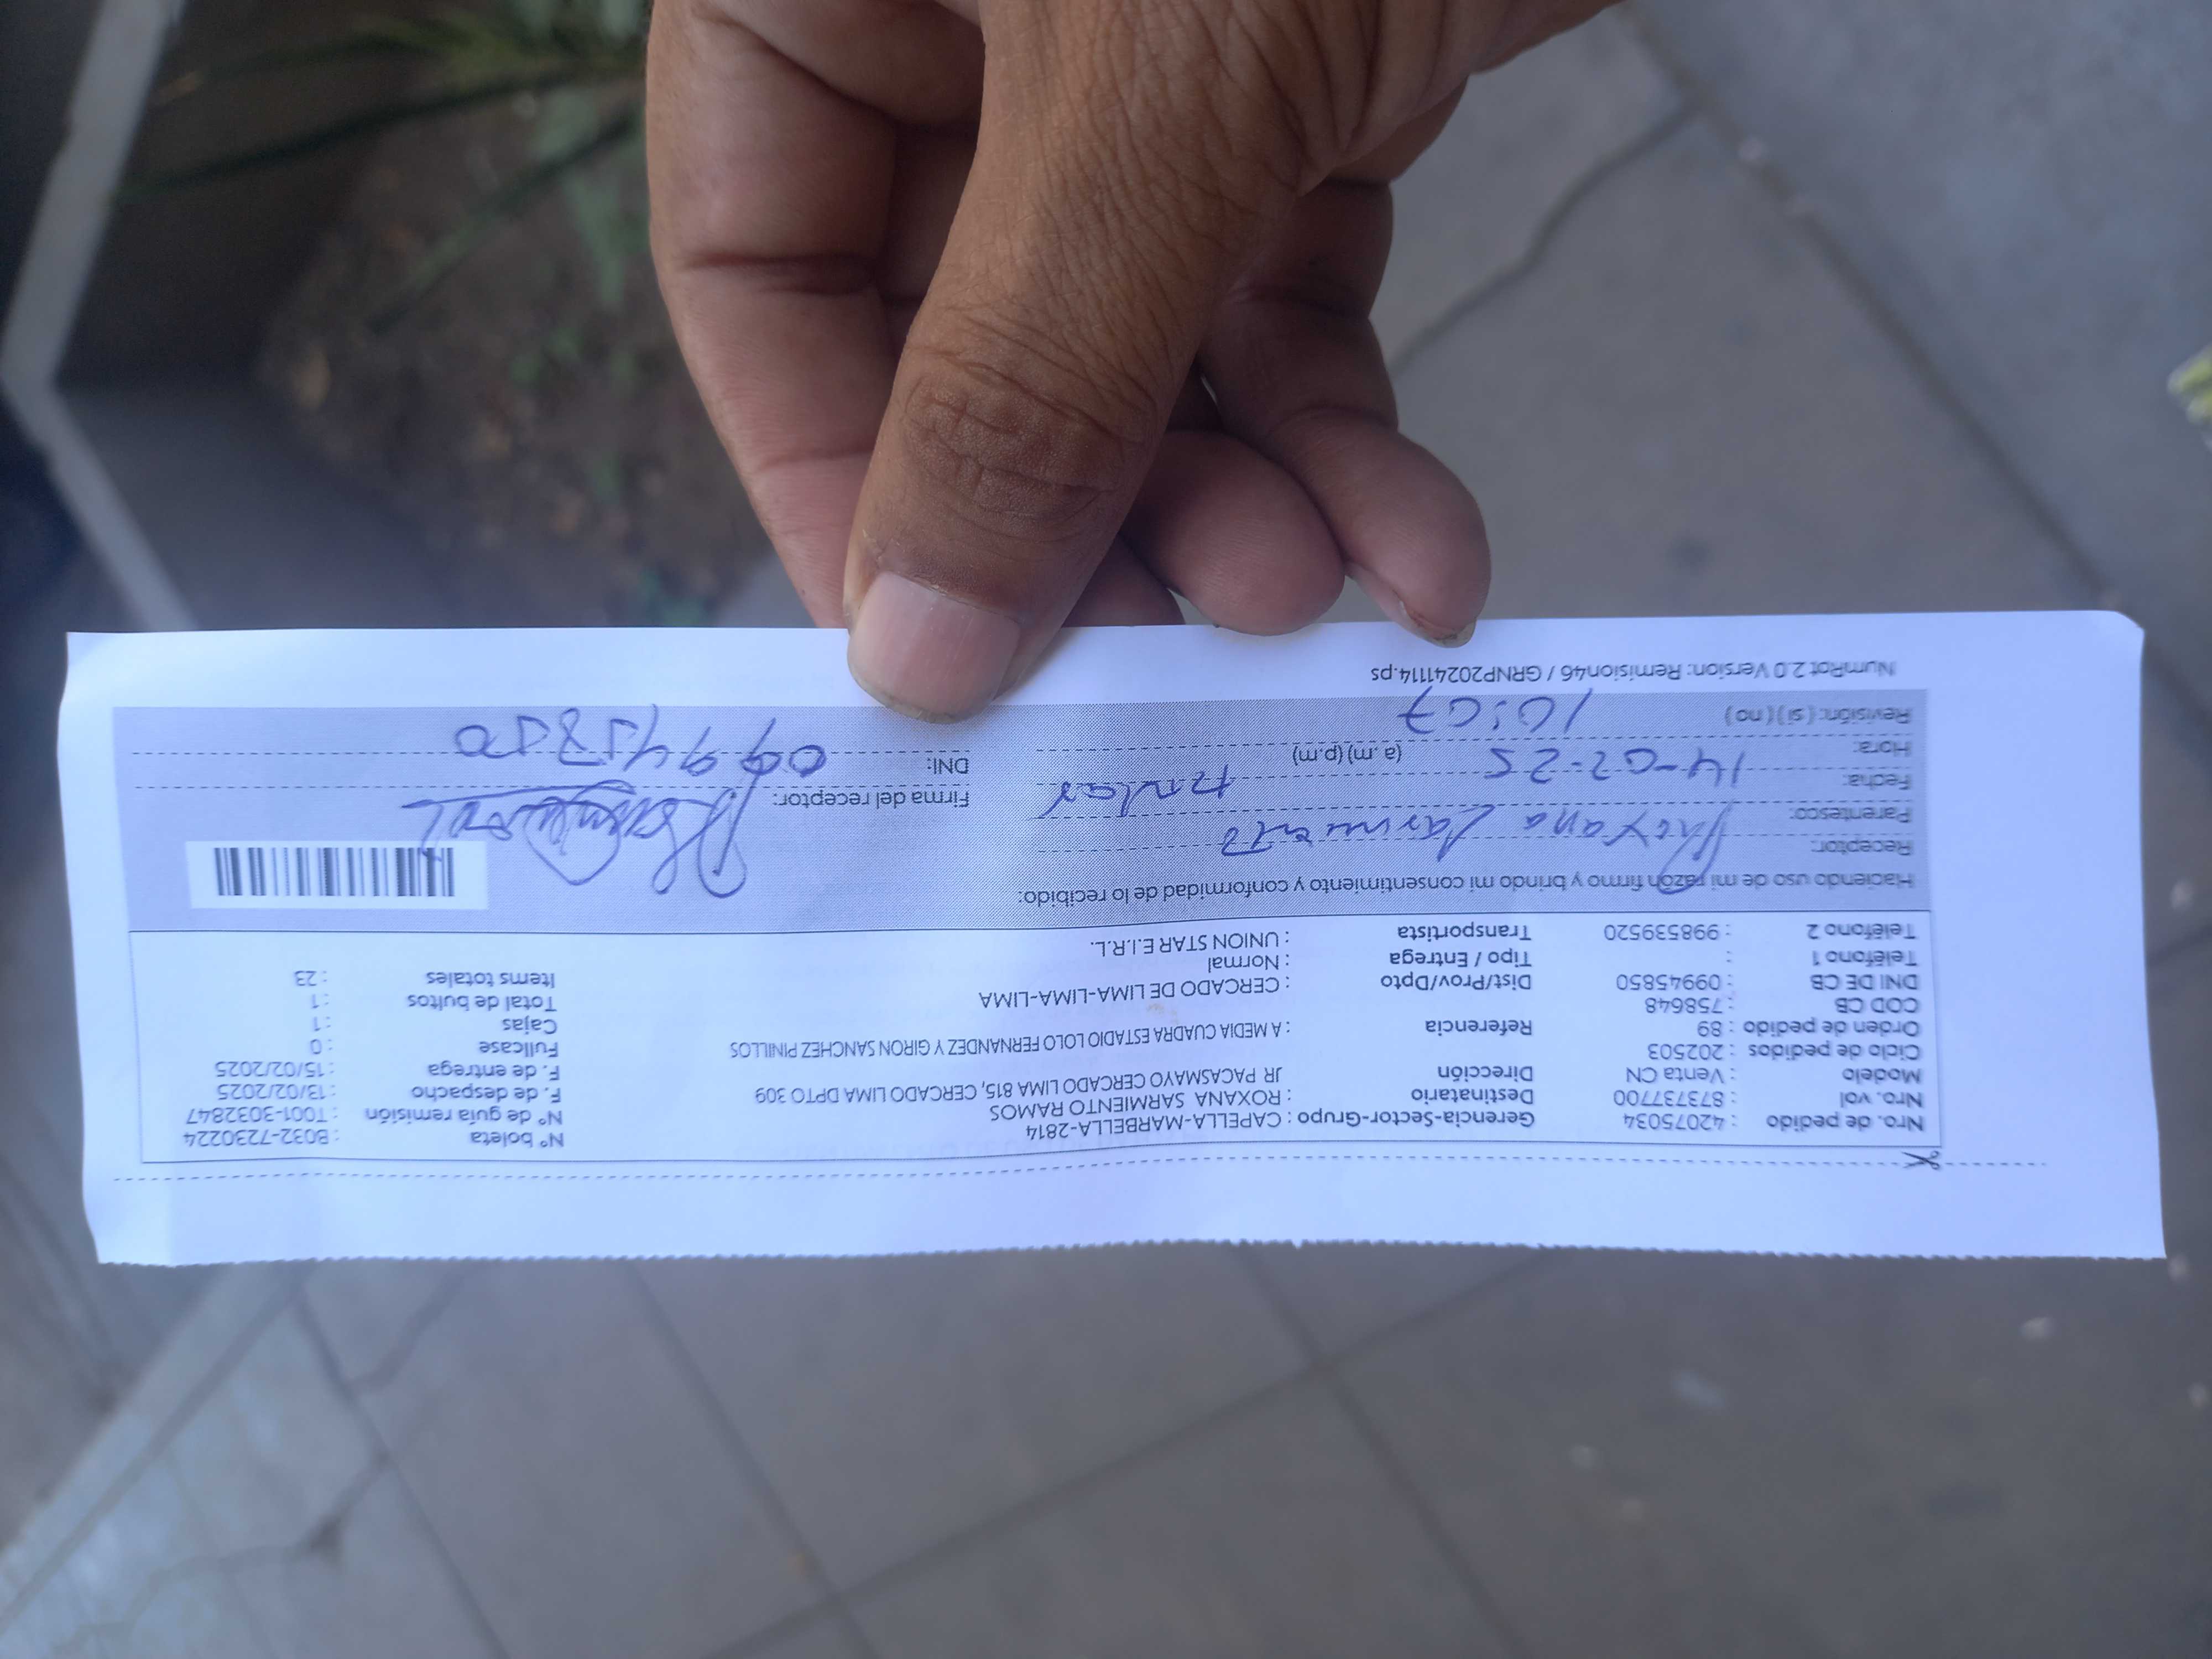 Nro. de pedido : 42075034 Gerencia-Sector-Grupo : CAPELLA-MARBELLA-2814 Nº boleta : B032-7230224
Nro. vol : 873737700 Destinatario : ROXANA SARMIENTO RAMOS Nº de guía remisión : T001-3032847
Modelo : Venta CN Dirección JR PACASMAYO CERCADO LIMA 815, CERCADO LIMA DPTO 309 F. de despacho : 13/02/2025
Ciclo de pedidos : 202503 F. de entrega : 15/02/2025
Orden de pedido : 89 Referencia : A MEDIA CUADRA ESTADIO LOLO FERNANDEZ Y GIRON SANCHEZ PINILLOS Fullcase : 0
COD CB : 758648 Cajas : 1
DNI DE CB : 09945850 Dist/Prov/Dpto : CERCADO DE LIMA-LIMA-LIMA Total de bultos : 1
Teléfono 1 : Tipo / Entrega : Normal Items totales : 23
Teléfono 2 : 998539520 Transportista : UNION STAR E.I.R.L.
Haciendo uso de mi razón firmo y brindo mi consentimiento y conformidad de lo recibido:
Receptor: Roxana Sarmiento
Parentesco: Titular Firma del receptor:
Fecha: 14-02-25
Hora: 10:07 (a.m) (p.m) DNI: 09945850
Revisión: ( si ) ( no )
NumRot 2.0 Version: Remision46 / GRNP20241114.ps